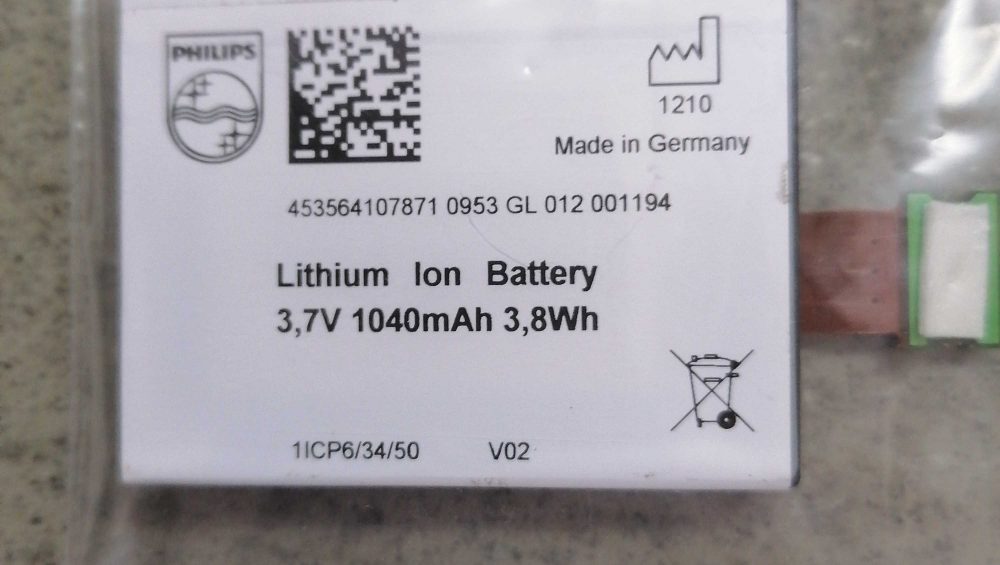 PHILIPS
1210
Made in Germany
453564107871 0953 GL 012 001194
Lithium Ion Battery
3,7V 1040mAh 3,8Wh
1ICP6/34/50 V02